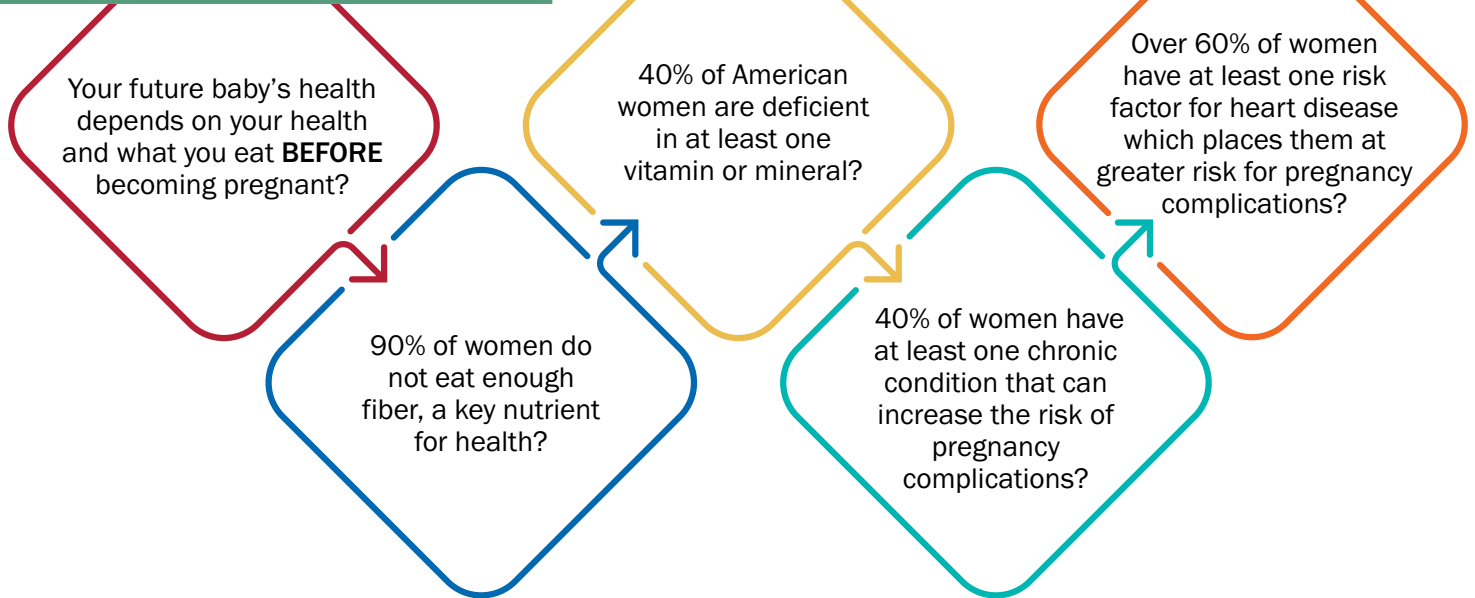 Your future baby’s health
depends on your health
and what you eat BEFORE
becoming pregnant?
90% of women do
not eat enough
fiber, a key nutrient
for health?
40% of American
women are deficient
in at least one
vitamin or mineral?
40% of women have
at least one chronic
condition that can
increase the risk of
pregnancy
complications?
Over 60% of women
have at least one risk
factor for heart disease
which places them at
greater risk for pregnancy
complications?